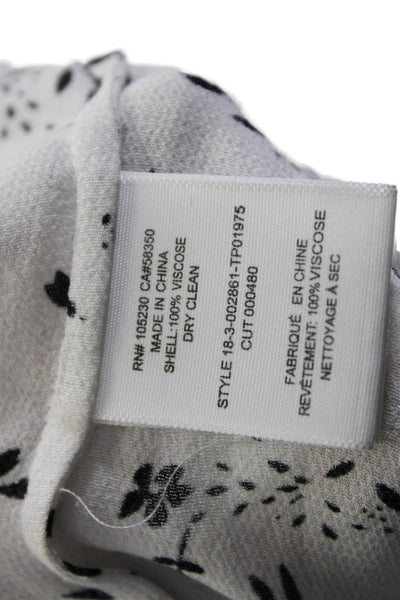 RN# 105230 CA#58350
MADE IN CHINA
SHELL:100% VISCOSE
DRY CLEAN
STYLE 18-3-002861-TP01975
CUT 000480
FABRIQUÉ EN CHINE
REVÊTEMENT: 100% VISCOSE
NETTOYAGE À SEC